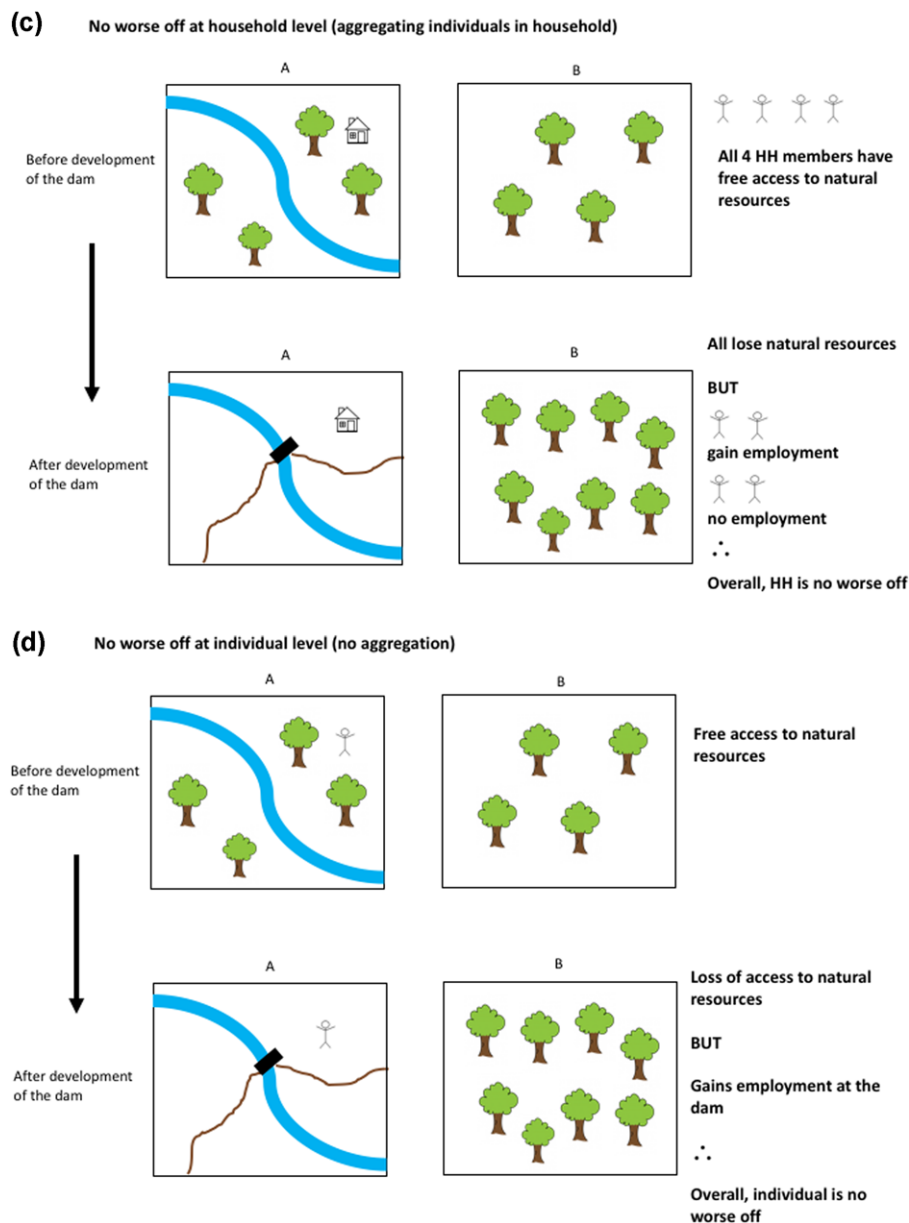 (c) No worse off at household level (aggregating individuals in household)
A
B
Before development
of the dam
All 4 HH members have
free access to natural
resources
A
B
After development
of the dam
All lose natural resources
BUT
gain employment
no employment
∴
Overall, HH is no worse off
(d) No worse off at individual level (no aggregation)
A
B
Before development
of the dam
Free access to natural
resources
A
B
After development
of the dam
Loss of access to natural
resources
BUT
Gains employment at the
dam
∴
Overall, individual is no
worse off